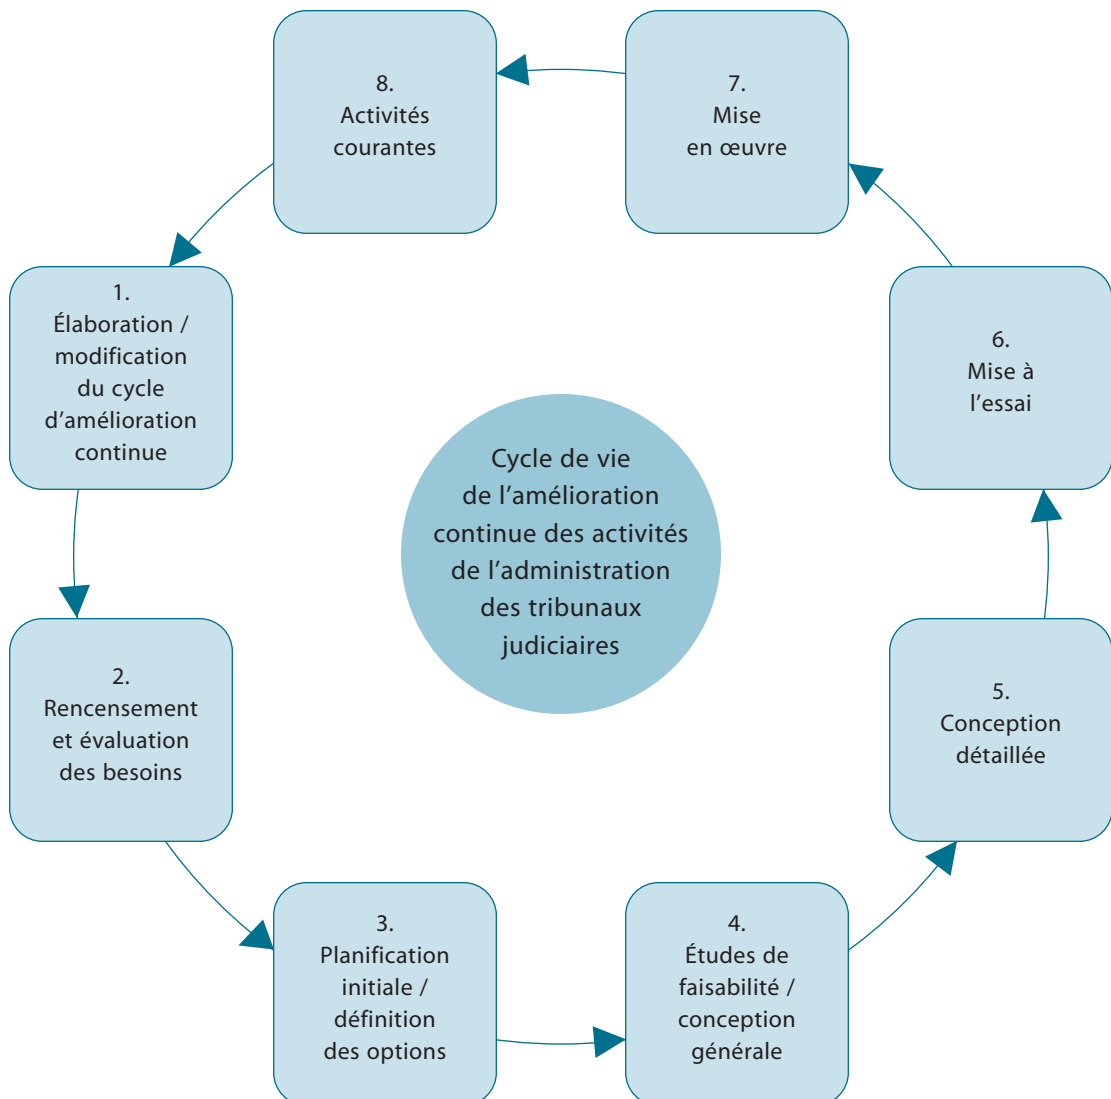 1.
Élaboration /
modification
du cycle
d'amélioration
continue
2.
Rencensement
et évaluation
des besoins
3.
Planification
initiale /
définition
des options
4.
Études de
faisabilité /
conception
générale
5.
Conception
détaillée
6.
Mise à
l'essai
7.
Mise
en œuvre
8.
Activités
courantes
Cycle de vie
de l'amélioration
continue des activités
de l'administration
des tribunaux
judiciaires